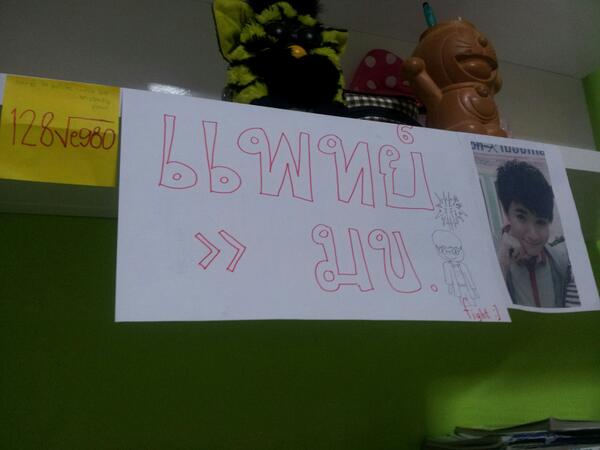 128√e980
แพทย์
>> มข.
fight :]